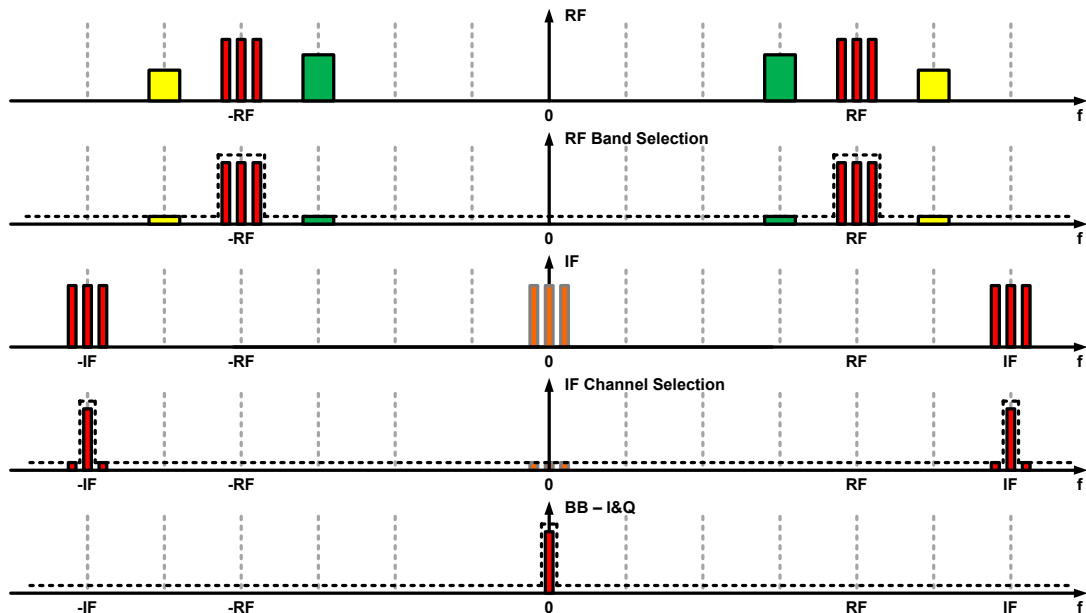 RF
-RF 0 RF f
RF Band Selection
-RF 0 RF f
IF
-IF -RF 0 RF IF f
IF Channel Selection
-IF -RF 0 RF IF f
BB – I&Q
-IF -RF 0 RF IF f